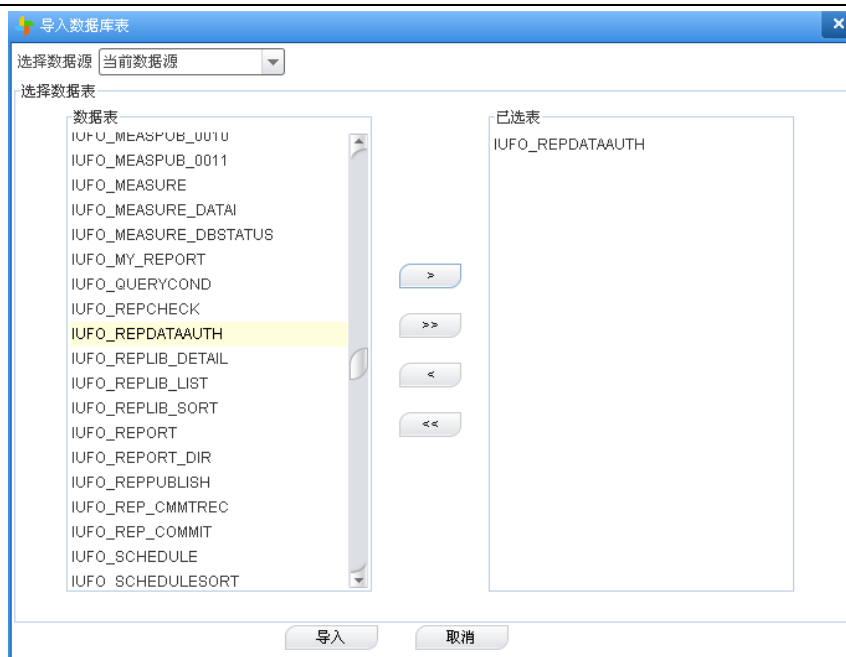 导入数据库表
选择数据源 当前数据源
选择数据表
数据表
IUFO_MEASPUB_0010
IUFO_MEASPUB_0011
IUFO_MEASURE
IUFO_MEASURE_DATAI
IUFO_MEASURE_DBSTATUS
IUFO_MY_REPORT
IUFO_QUERYCOND
IUFO_REPCHECK
IUFO_REPDATAAUTH
IUFO_REPLIB_DETAIL
IUFO_REPLIB_LIST
IUFO_REPLIB_SORT
IUFO_REPORT
IUFO_REPORT_DIR
IUFO_REPPUBLISH
IUFO_REP_CMMTREC
IUFO_REP_COMMIT
IUFO_SCHEDULE
IUFO_SCHEDULESORT
>
>>
<
<<
已选表
IUFO_REPDATAAUTH
导入 取消